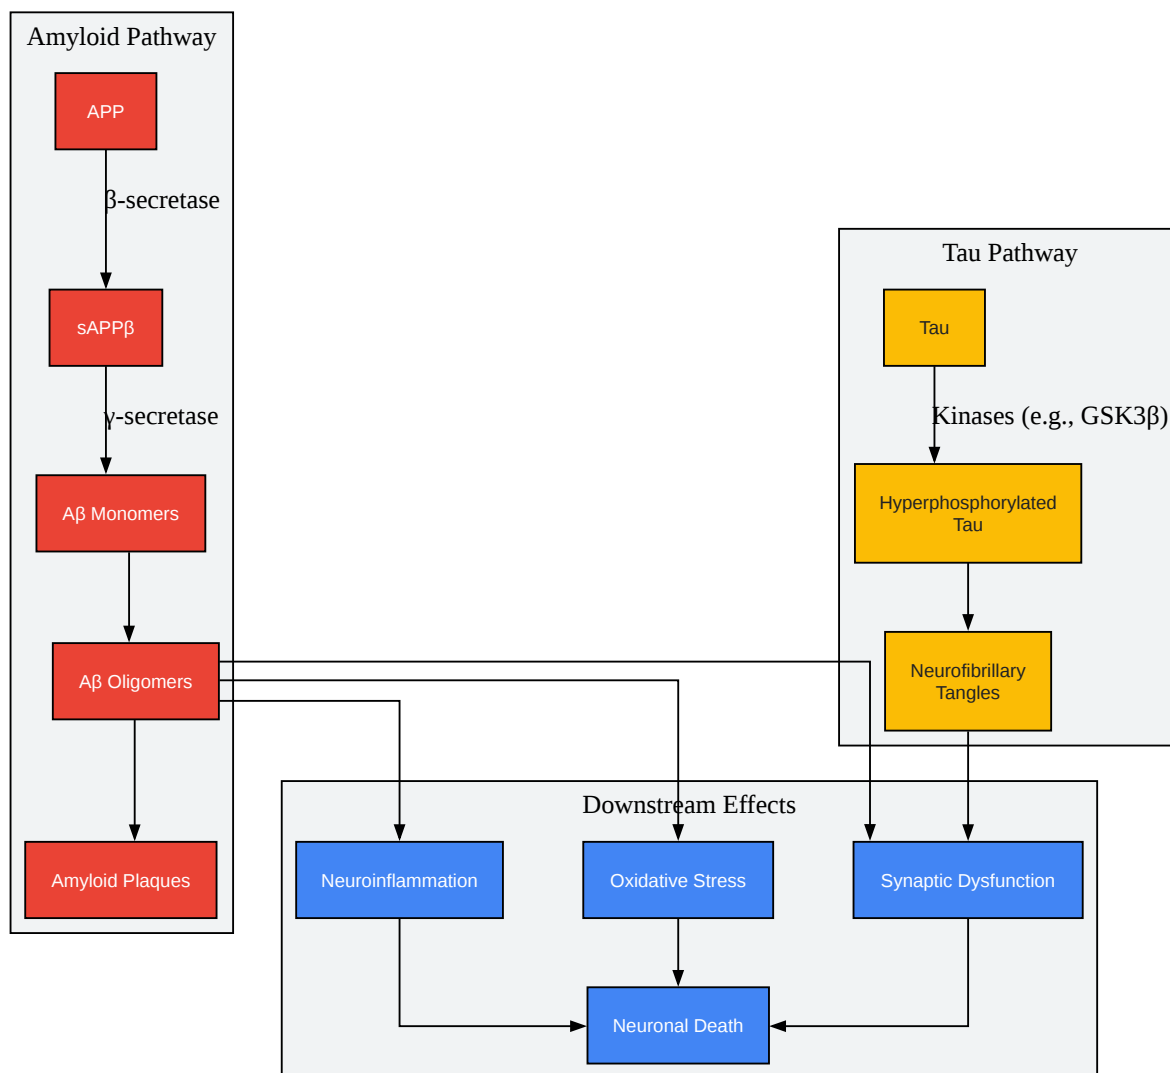 Amyloid Pathway
APP
β-secretase
sAPPβ
γ-secretase
Aβ Monomers
Aβ Oligomers
Amyloid Plaques
Tau Pathway
Tau
Kinases (e.g., GSK3β)
Hyperphosphorylated
Tau
Neurofibrillary
Tangles
Downstream Effects
Neuroinflammation
Oxidative Stress
Synaptic Dysfunction
Neuronal Death